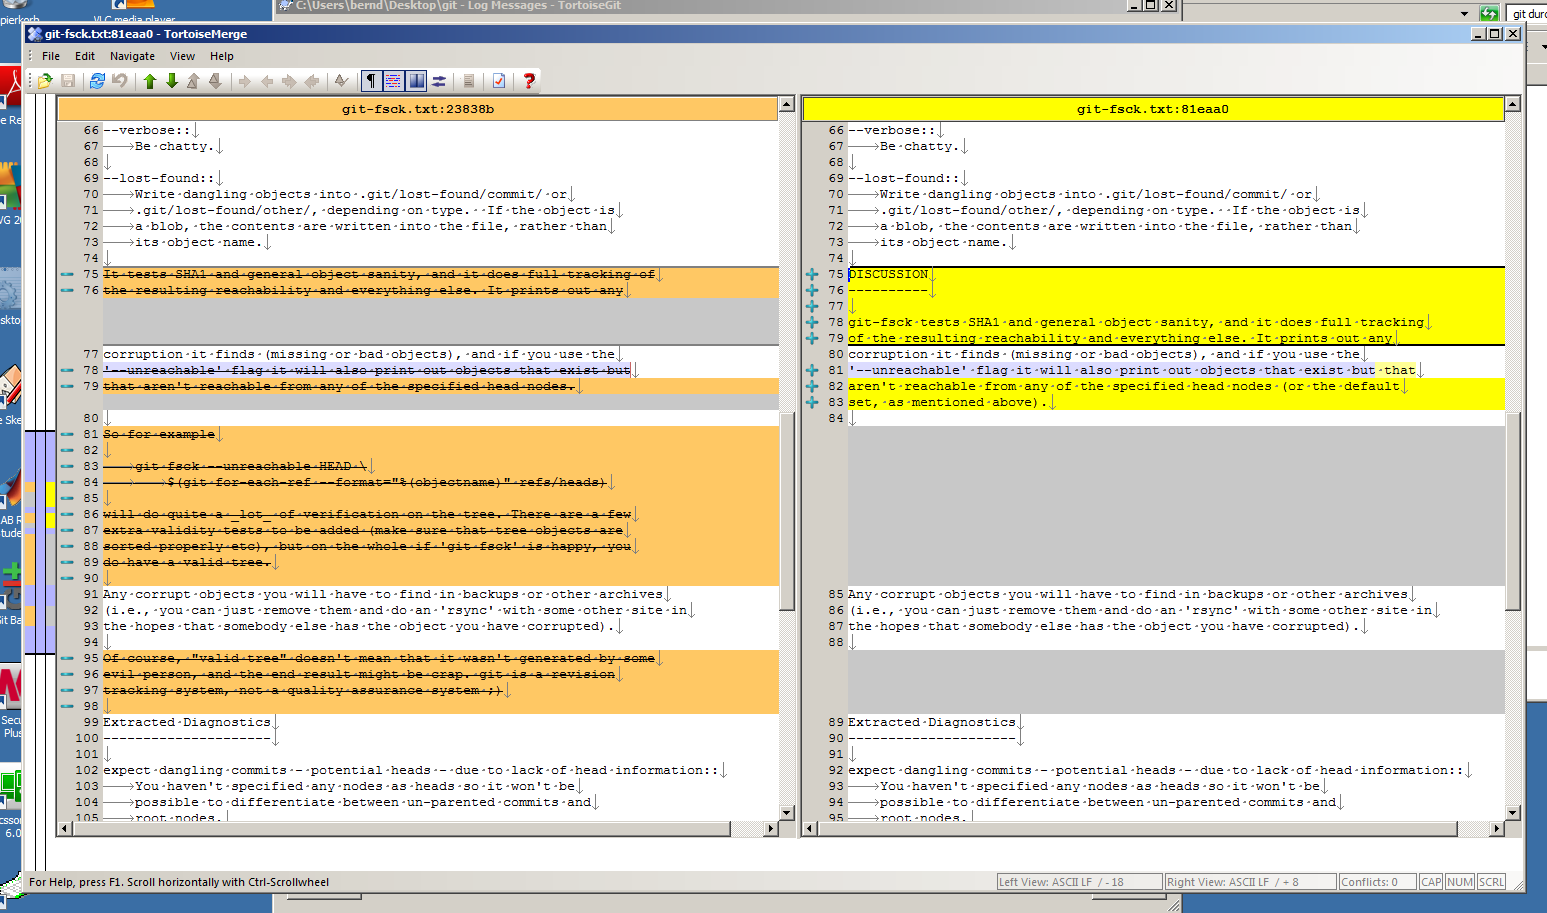 C:\Users\bernd\Desktop\git - Log Messages - TortoiseGit
VLC media player
git durc
git-fsck.txt:81eaa0 - TortoiseMerge
File Edit Navigate View Help
git-fsck.txt:23838b
66 --verbose::
67 Be chatty.
68
69 --lost-found::
70 Write dangling objects into .git/lost-found/commit/ or
71 .git/lost-found/other/, depending on type.  If the object is
72 a blob, the contents are written into the file, rather than
73 its object name.
74
75 It tests SHA1 and general object sanity, and it does full tracking of
76 the resulting reachability and everything else. It prints out any
77 corruption it finds (missing or bad objects), and if you use the
78 '--unreachable' flag it will also print out objects that exist but
79 that aren't reachable from any of the specified head nodes.
80
81 So for example
82
83 git fsck --unreachable HEAD \
84 $(git for-each-ref --format="%(objectname)" refs/heads)
85
86 will do quite a _lot_ of verification on the tree. There are a few
87 extra validity tests to be added (make sure that tree objects are
88 sorted properly etc), but on the whole if 'git fsck' is happy, you
89 do have a valid tree.
90
91 Any corrupt objects you will have to find in backups or other archives
92 (i.e., you can just remove them and do an 'rsync' with some other site in
93 the hopes that somebody else has the object you have corrupted).
94
95 Of course, "valid tree" doesn't mean that it wasn't generated by some
96 evil person, and the end result might be crap. git is a revision
97 tracking system, not a quality assurance system ;)
98
99 Extracted Diagnostics
100 ---------------------
101
102 expect dangling commits - potential heads - due to lack of head information::
103 You haven't specified any nodes as heads so it won't be
104 possible to differentiate between un-parented commits and
105 root nodes.
git-fsck.txt:81eaa0
66 --verbose::
67 Be chatty.
68
69 --lost-found::
70 Write dangling objects into .git/lost-found/commit/ or
71 .git/lost-found/other/, depending on type.  If the object is
72 a blob, the contents are written into the file, rather than
73 its object name.
74
75 DISCUSSION
76 ----------
77
78 git-fsck tests SHA1 and general object sanity, and it does full tracking
79 of the resulting reachability and everything else. It prints out any
80 corruption it finds (missing or bad objects), and if you use the
81 '--unreachable' flag it will also print out objects that exist but that
82 aren't reachable from any of the specified head nodes (or the default
83 set, as mentioned above).
84
85 Any corrupt objects you will have to find in backups or other archives
86 (i.e., you can just remove them and do an 'rsync' with some other site in
87 the hopes that somebody else has the object you have corrupted).
88
89 Extracted Diagnostics
90 ---------------------
91
92 expect dangling commits - potential heads - due to lack of head information::
93 You haven't specified any nodes as heads so it won't be
94 possible to differentiate between un-parented commits and
95 root nodes.
For Help, press F1. Scroll horizontally with Ctrl-Scrollwheel
Left View: ASCII LF / - 18
Right View: ASCII LF / + 8
Conflicts: 0
CAP NUM SCRL